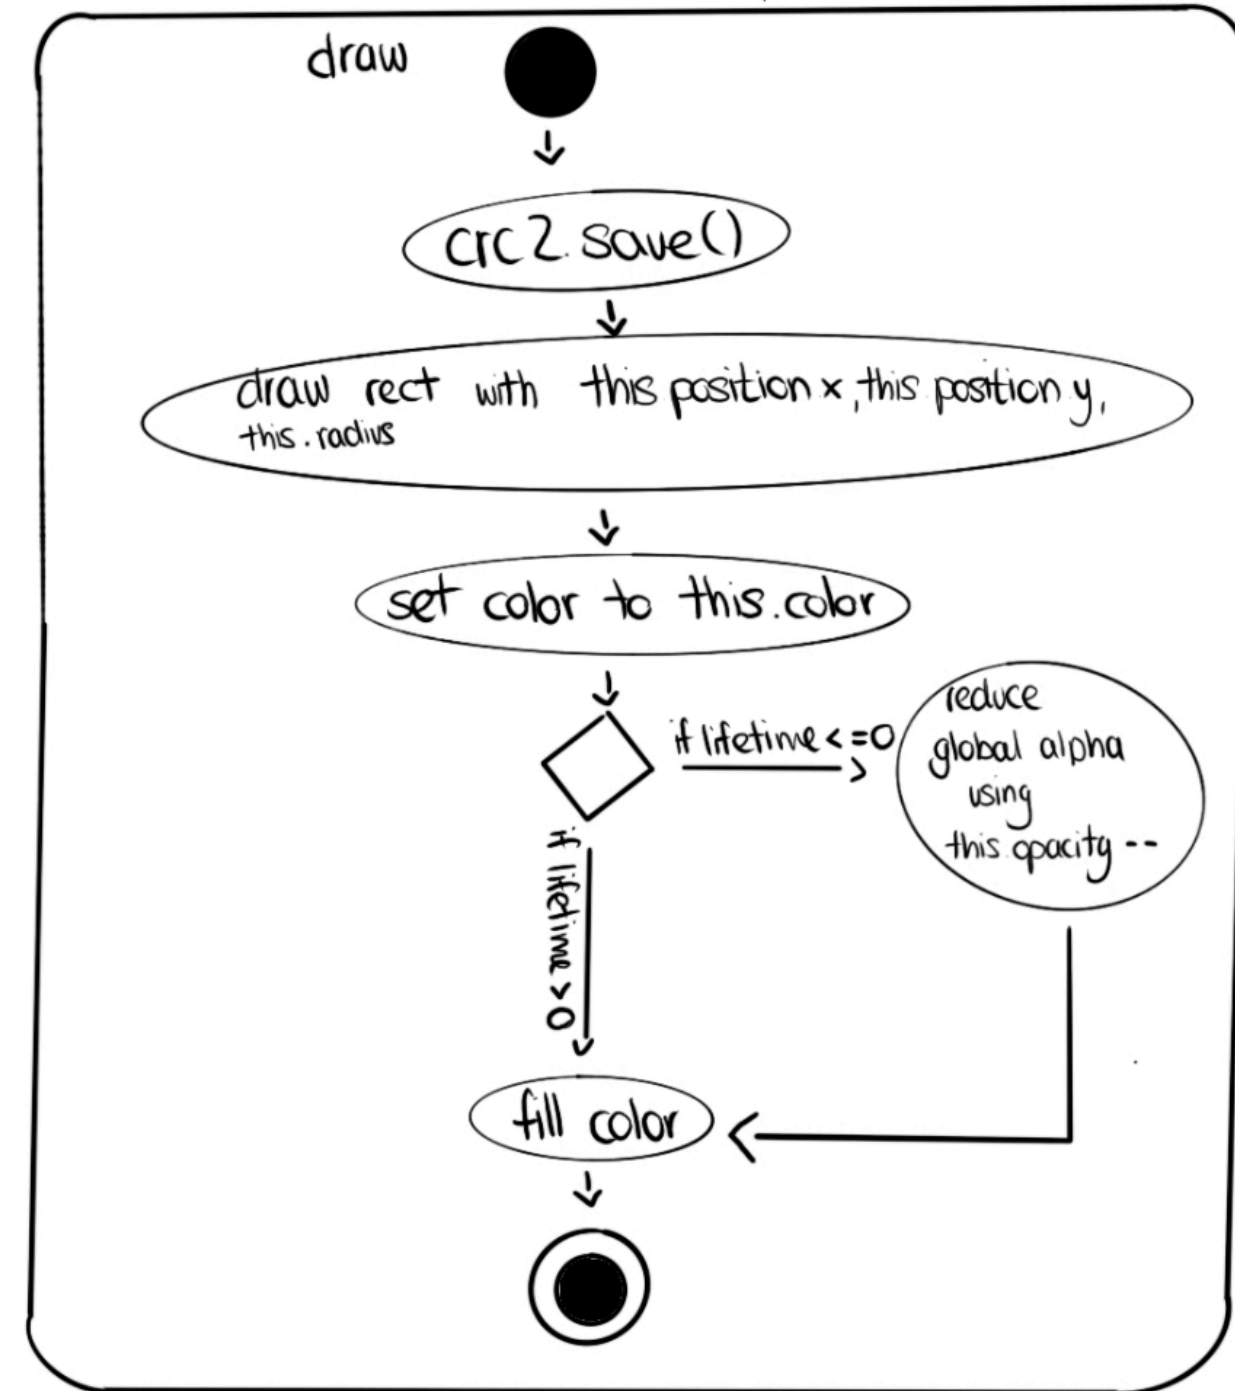 draw
crc2.save()
draw rect with this position x, this position y,
this.radius
set color to this.color
if lifetime <=0
reduce
global alpha
using
this opacity --
if lifetime >0
fill color